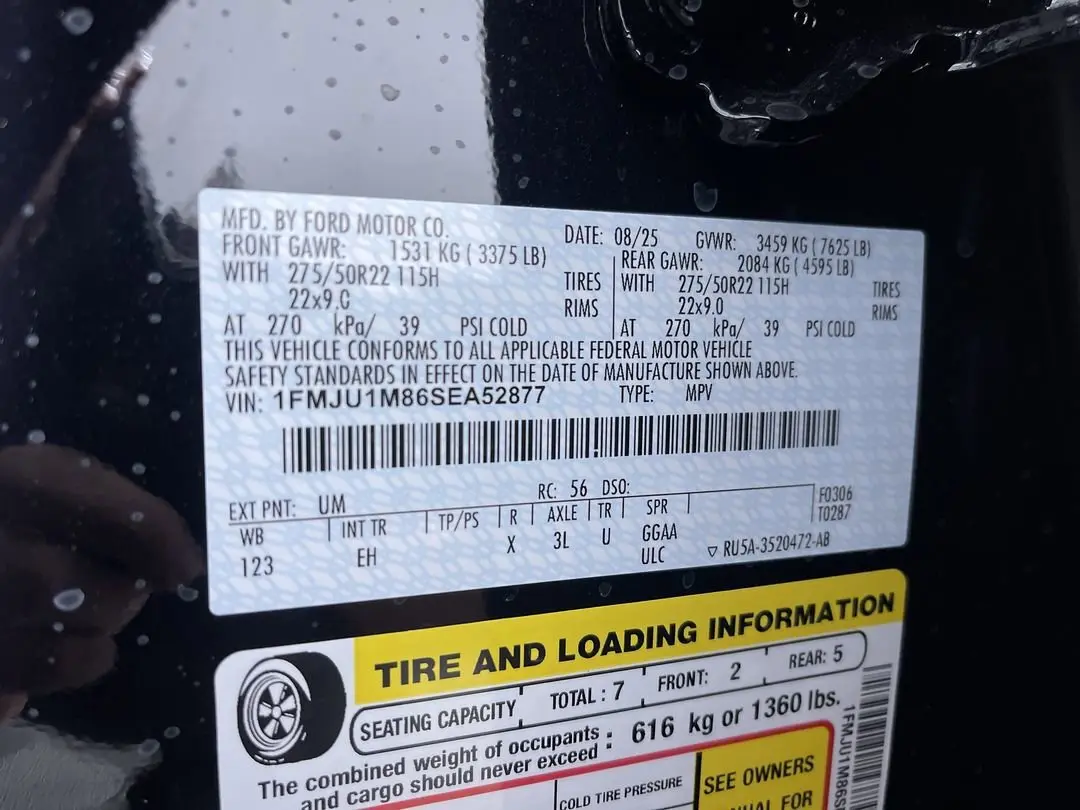 MFD. BY FORD MOTOR CO.
DATE: 08/25 GVWR: 3459 KG ( 7625 LB)
FRONT GAWR: 1531 KG ( 3375 LB)
REAR GAWR: 2084 KG ( 4595 LB)
WITH 275/50R22 115H TIRES
WITH 275/50R22 115H TIRES
22x9.0 RIMS
22x9.0 RIMS
AT 270 kPa/ 39 PSI COLD
AT 270 kPa/ 39 PSI COLD
THIS VEHICLE CONFORMS TO ALL APPLICABLE FEDERAL MOTOR VEHICLE
SAFETY STANDARDS IN EFFECT ON THE DATE OF MANUFACTURE SHOWN ABOVE.
VIN: 1FMJU1M86SEA52877 TYPE: MPV
EXT PNT: UM RC: 56 DSO:
WB INT TR TP/PS R AXLE TR SPR F0306
T0287
123 EH X 3L U GGAA
ULC ▽ RU5A-3520472-AB
TIRE AND LOADING INFORMATION
SEATING CAPACITY TOTAL : 7 FRONT: 2 REAR: 5
The combined weight of occupants : 616 kg or 1360 lbs.
and cargo should never exceed :
COLD TIRE PRESSURE
SEE OWNERS
FOR
1FMJU1M86S